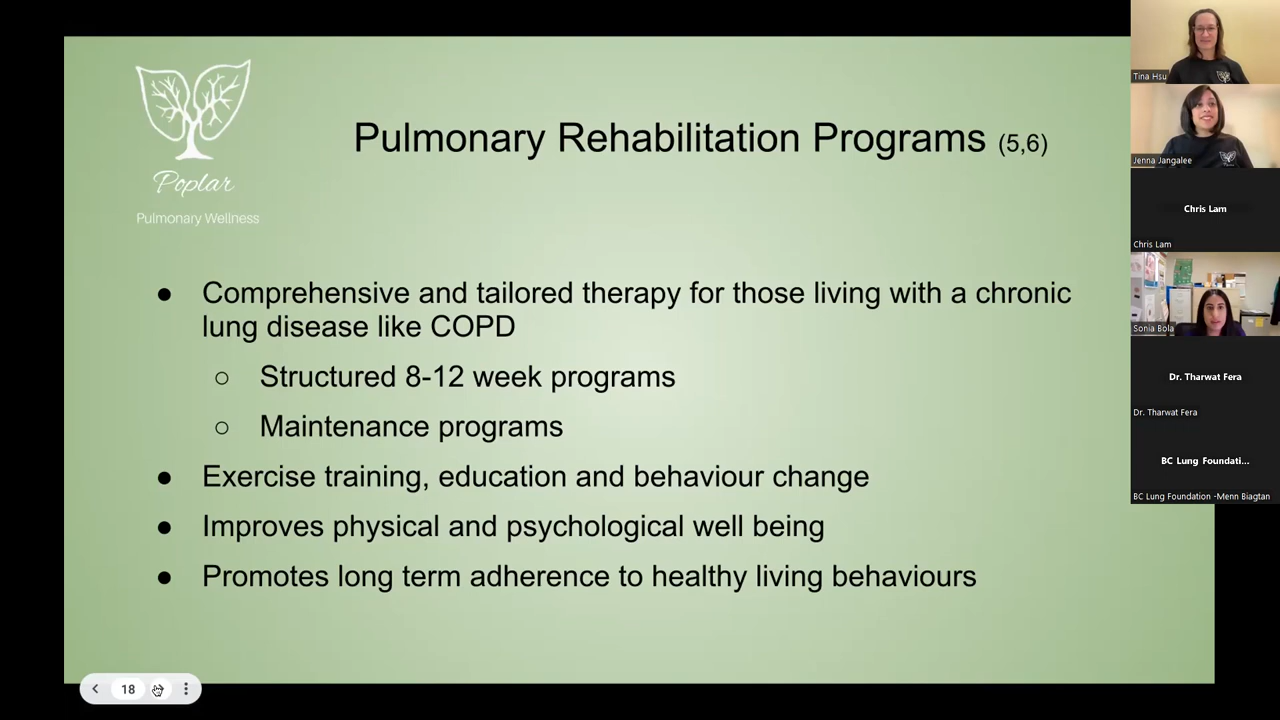 Poplar
Pulmonary Wellness
Pulmonary Rehabilitation Programs (5,6)
● Comprehensive and tailored therapy for those living with a chronic
lung disease like COPD
○ Structured 8-12 week programs
○ Maintenance programs
● Exercise training, education and behaviour change
● Improves physical and psychological well being
● Promotes long term adherence to healthy living behaviours
18
Tina Hsu
Jenna Jangalee
Chris Lam
Chris Lam
Sonia Bola
Dr. Tharwat Fera
Dr. Tharwat Fera
BC Lung Foundati...
BC Lung Foundation -Menn Biagtan